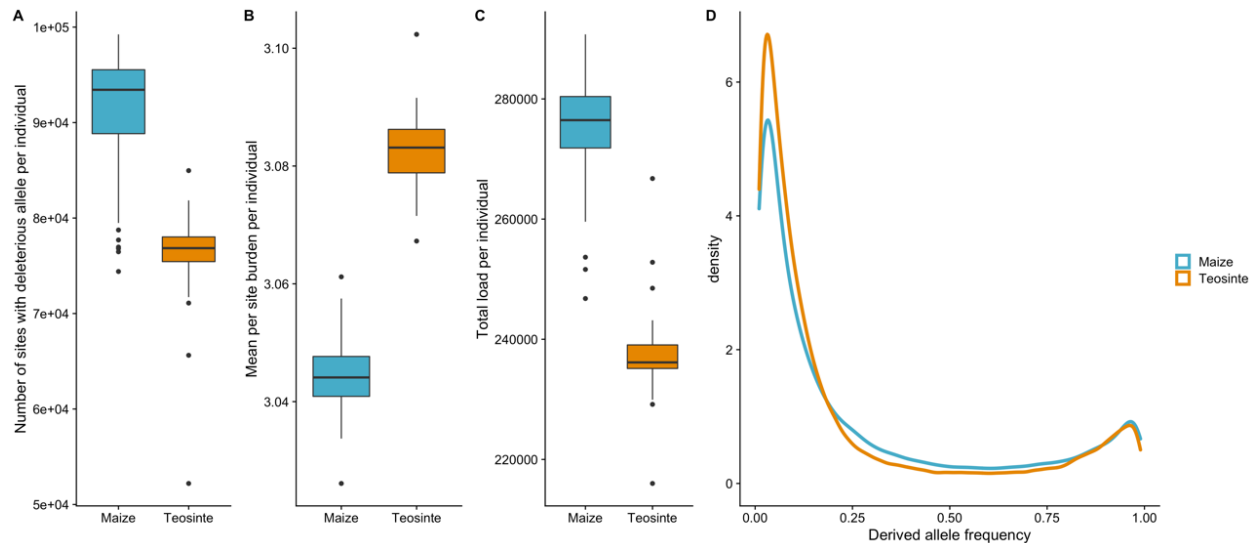 A
Number of sites with deleterious allele per individual
1e+05
9e+04
8e+04
7e+04
6e+04
5e+04
Maize
Teosinte
B
Mean per site burden per individual
3.10
3.08
3.06
3.04
Maize
Teosinte
C
Total load per individual
280000
260000
240000
220000
Maize
Teosinte
D
density
6
4
2
0
0.00
0.25
0.50
0.75
1.00
Derived allele frequency
Maize
Teosinte